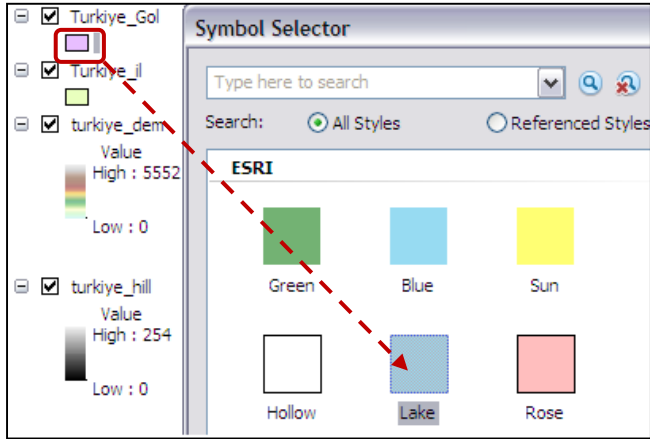 Turkiye_Gol
Turkiye_il
turkiye_dem
Value
High : 5552
Low : 0
turkiye_hill
Value
High : 254
Low : 0
Symbol Selector
Type here to search
Search: All Styles Referenced Styles
ESRI
Green Blue Sun
Hollow Lake Rose